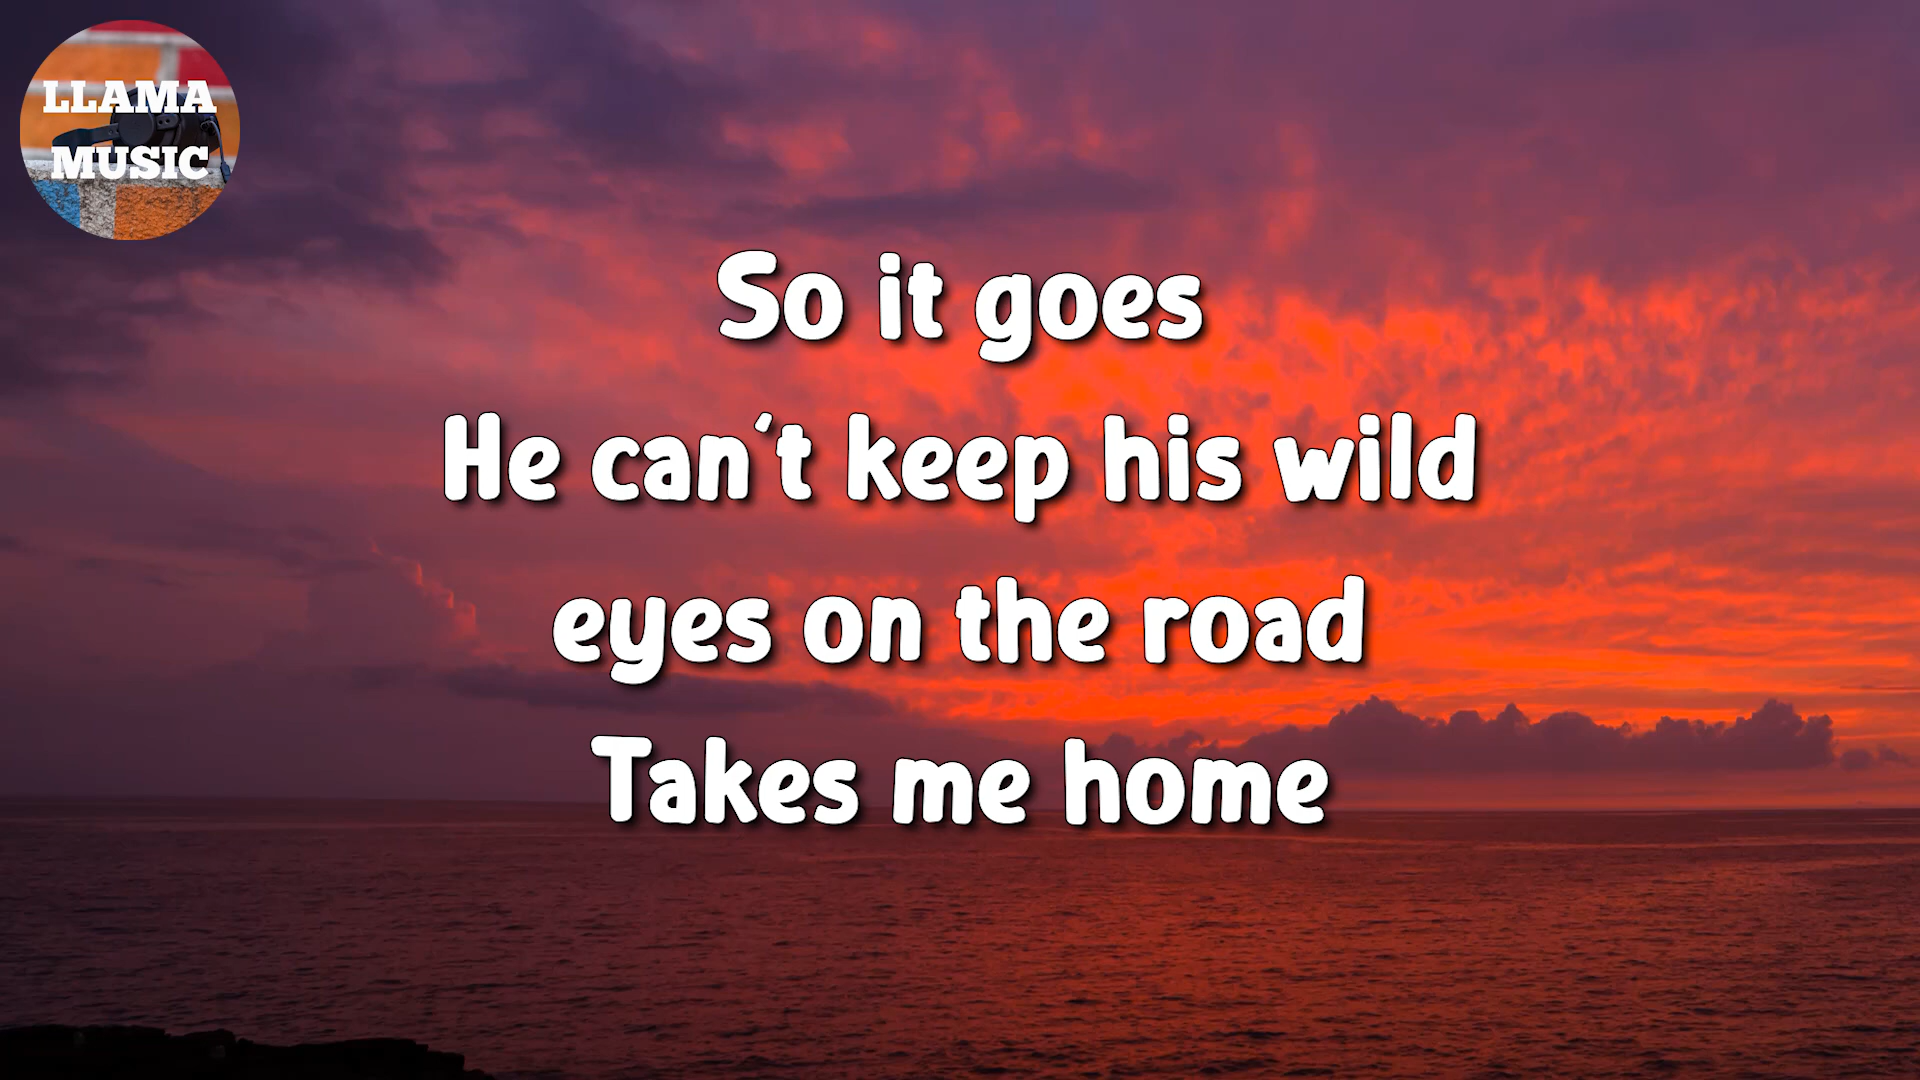 LLAMA
MUSIC
So it goes
He can't keep his wild
eyes on the road
Takes me home